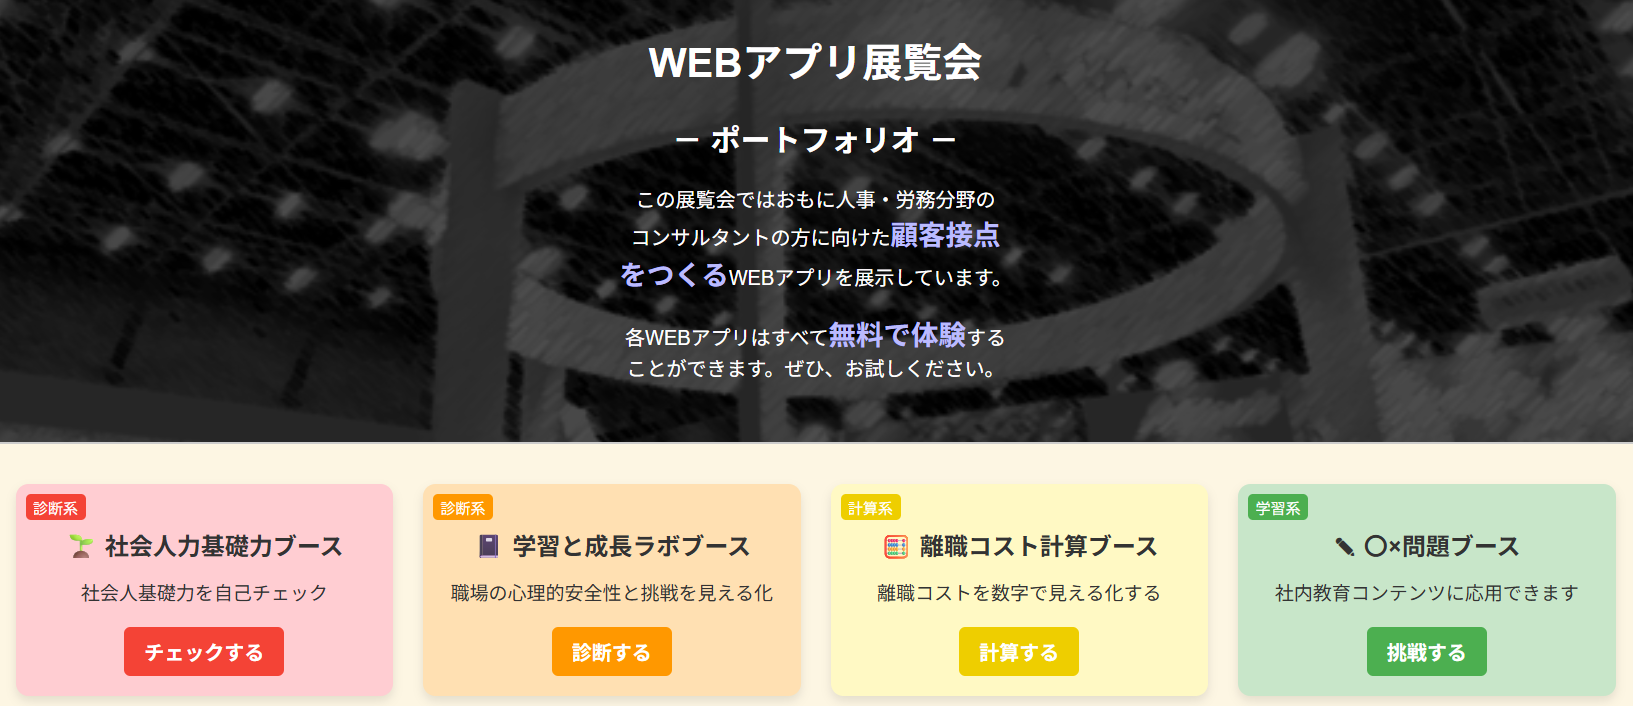 WEBアプリ展覧会
－ ポートフォリオ －
この展覧会ではおもに人事・労務分野の
コンサルタントの方に向けた顧客接点
をつくるWEBアプリを展示しています。
各WEBアプリはすべて無料で体験する
ことができます。ぜひ、お試しください。
診断系
社会人力基礎力ブース
社会人基礎力を自己チェック
チェックする
診断系
学習と成長ラボブース
職場の心理的安全性と挑戦を見える化
診断する
計算系
離職コスト計算ブース
離職コストを数字で見える化する
計算する
学習系
〇×問題ブース
社内教育コンテンツに応用できます
挑戦する